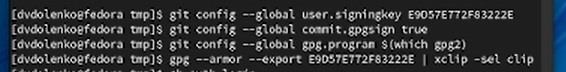 [dvdolenko@fedora tmp]$ git config --global user.signingkey E9D57E772F83222E
[dvdolenko@fedora tmp]$ git config --global commit.gpgsign true
[dvdolenko@fedora tmp]$ git config --global gpg.program $(which gpg2)
[dvdolenko@fedora tmp]$ gpg --armor --export E9D57E772F83222E | xclip -sel clip